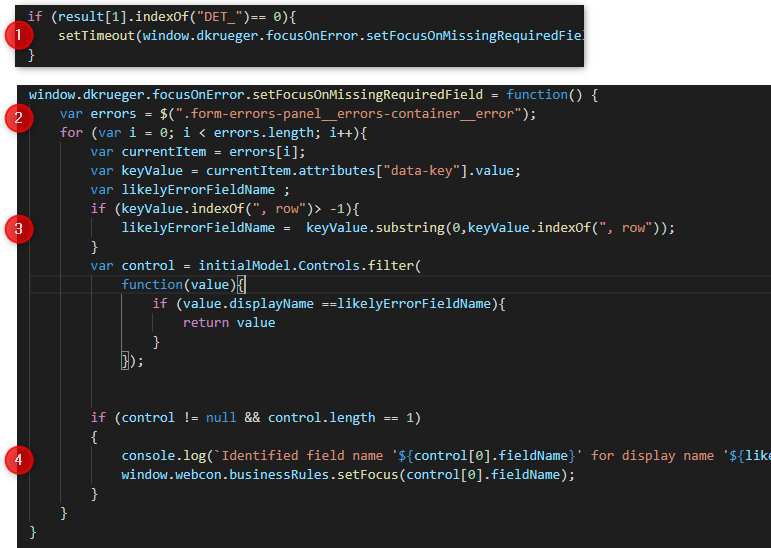 if (result[1].indexOf("DET_")== 0){
1
setTimeout(window.dkrueger.focusOnError.setFocusOnMissingRequiredFie
}
window.dkrueger.focusOnError.setFocusOnMissingRequiredField = function() {
2
var errors = $(".form-errors-panel__errors-container__error");
for (var i = 0; i < errors.length; i++){
var currentItem = errors[i];
var keyValue = currentItem.attributes["data-key"].value;
var likelyErrorFieldName ;
if (keyValue.indexOf(", row")> -1){
3
likelyErrorFieldName =  keyValue.substring(0,keyValue.indexOf(", row"));
}
var control = initialModel.Controls.filter(
function(value){
if (value.displayName ==likelyErrorFieldName){
return value
}
});
if (control != null && control.length == 1)
{
4
console.log(`Identified field name '${control[0].fieldName}' for display name '${like
window.webcon.businessRules.setFocus(control[0].fieldName);
}
}
}